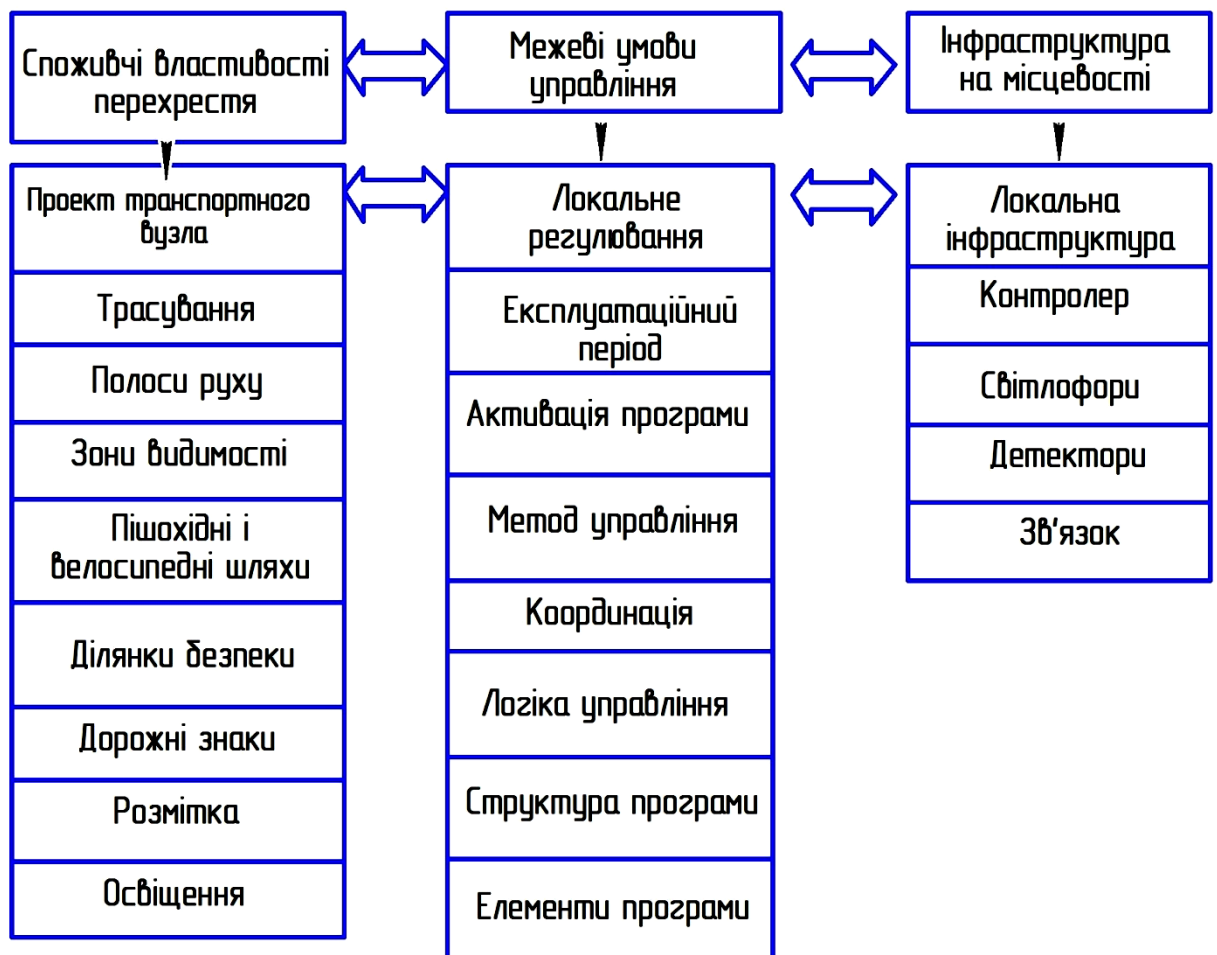 Споживчі властивості
перехрестя
Межеві умови
управління
Інфраструктура
на місцевості
Проект транспортного
вузла
Трасування
Полоси руху
Зони видимості
Пішохідні і
велосипедні шляхи
Ділянки безпеки
Дорожні знаки
Розмітка
Освіщення
Локальне
регулювання
Експлуатаційний
період
Активація програми
Метод управління
Координація
Логіка управління
Структура програми
Елементи програми
Локальна
інфраструктура
Контролер
Світлофори
Детектори
Зв'язок